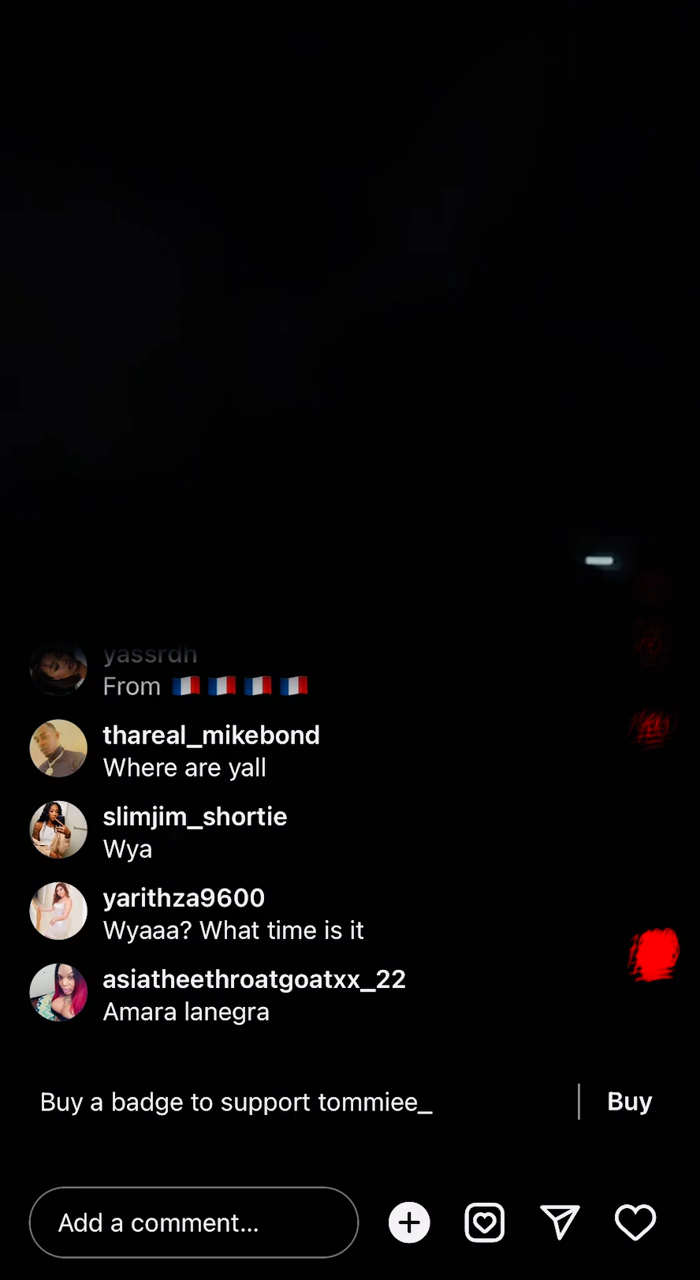 yassrdh
From 🇫🇷 🇫🇷 🇫🇷 🇫🇷
thareal_mikebond
Where are yall
slimjim_shortie
Wya
yarithza9600
Wyaaa? What time is it
asiatheethroatgoatxx_22
Amara lanegra
Buy a badge to support tommiee_
Buy
Add a comment...